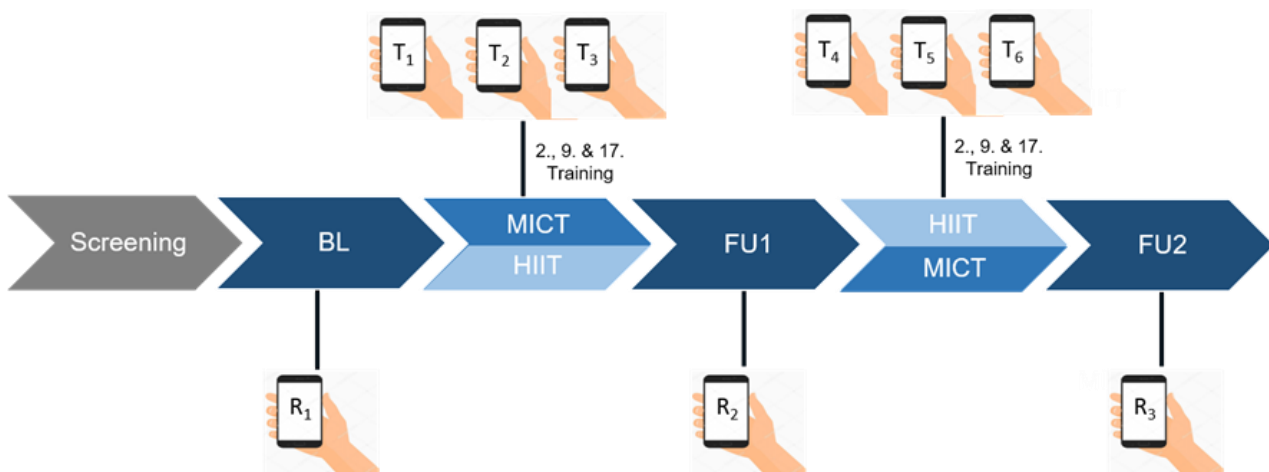 T1 T2 T3 T4 T5 T6
2., 9. & 17.
Training
2., 9. & 17.
Training
Screening
BL
MICT
HIIT
FU1
HIIT
MICT
FU2
R1 R2 R3